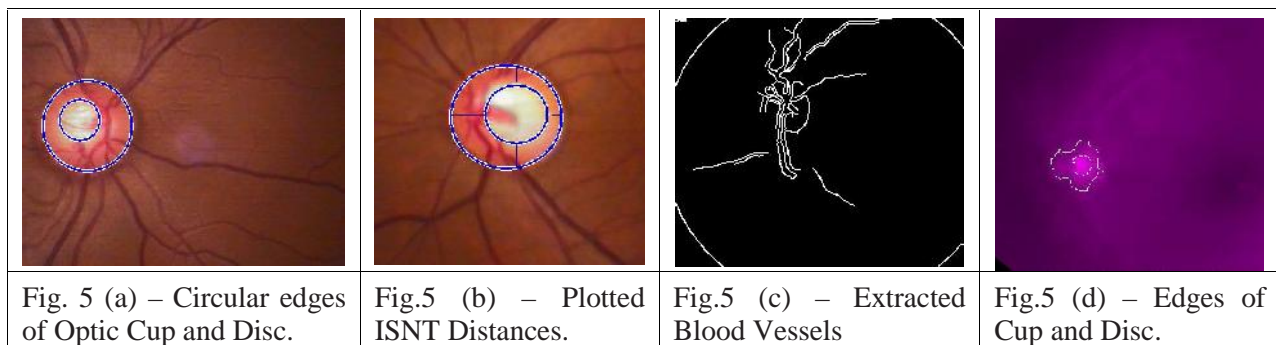 Fig. 5 (a) – Circular edges
of Optic Cup and Disc.
Fig.5 (b) – Plotted
ISNT Distances.
Fig.5 (c) – Extracted
Blood Vessels
Fig.5 (d) – Edges of
Cup and Disc.